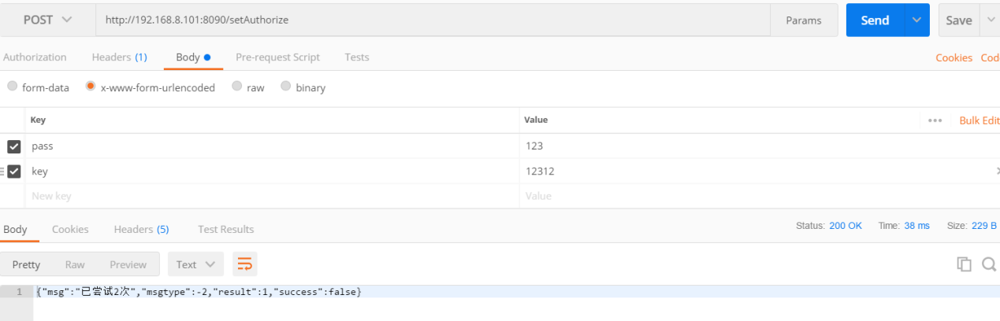 POST http://192.168.8.101:8090/setAuthorize Params Send Save
Authorization Headers (1) Body Pre-request Script Tests Cookies Cod
form-data x-www-form-urlencoded raw binary
Key Value Bulk Edit
pass 123
key 12312
New key Value
Body Cookies Headers (5) Test Results Status: 200 OK Time: 38 ms Size: 229 B
Pretty Raw Preview Text
1 {"msg":"已尝试2次","msgtype":-2,"result":1,"success":false}